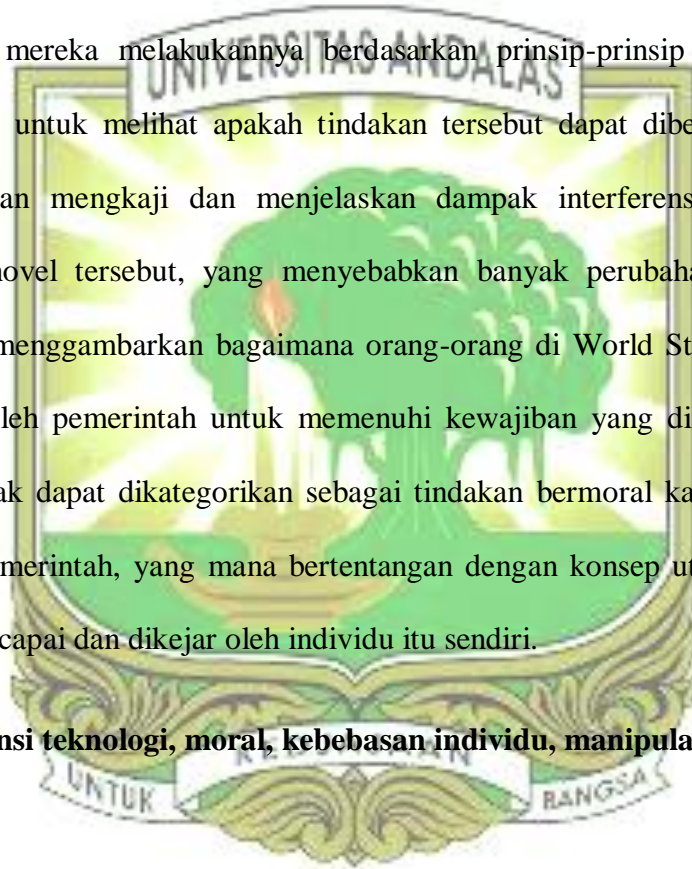 mereka melakukannya berdasarkan prinsip-prinsip
UNIVERSITAS ANDALAS
untuk melihat apakah tindakan tersebut dapat dibe
an mengkaji dan menjelaskan dampak interferens
novel tersebut, yang menyebabkan banyak perubaha
menggambarkan bagaimana orang-orang di World St
leh pemerintah untuk memenuhi kewajiban yang di
ak dapat dikategorikan sebagai tindakan bermoral ka
merintah, yang mana bertentangan dengan konsep ut
capai dan dikejar oleh individu itu sendiri.
nsi teknologi, moral, kebebasan individu, manipula
UNTUK BANGSA